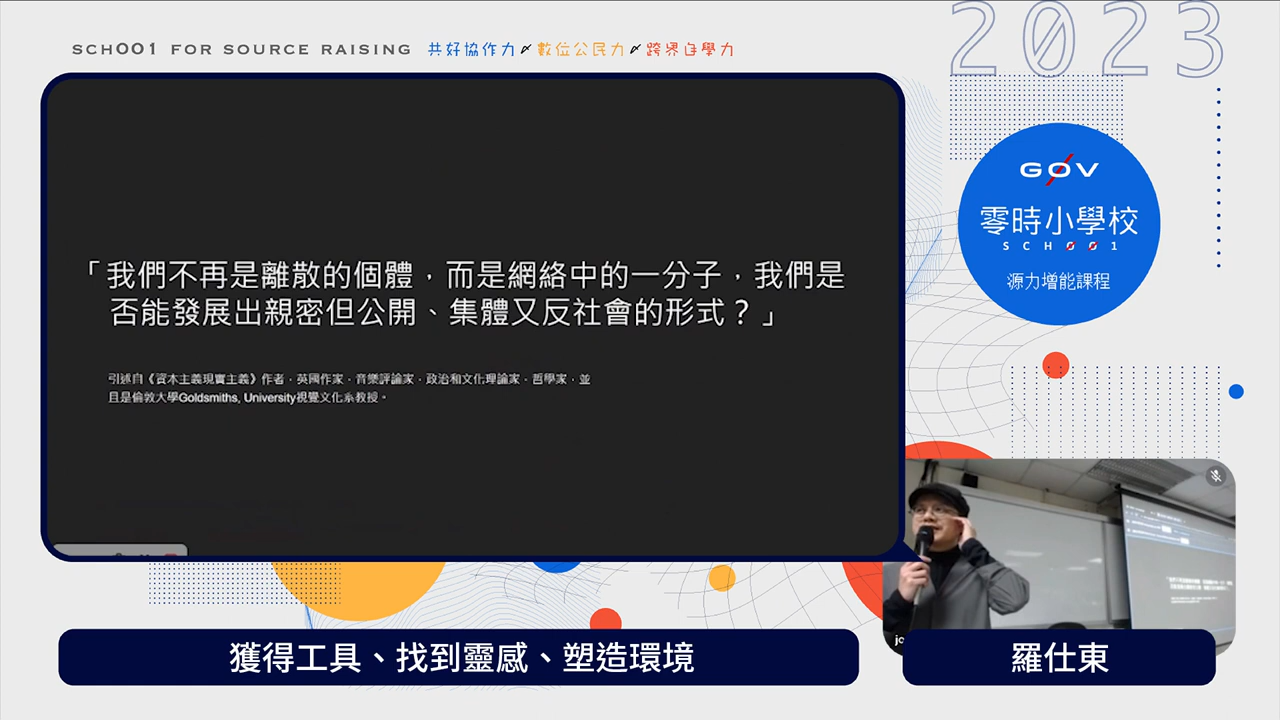 SCHOO1 FOR SOURCE RAISING 共好協作力 數位公民力 跨界自學力
2023
GOV
零時小學校
SCHOO1
源力增能課程
「我們不再是離散的個體，而是網絡中的一分子，我們是
否能發展出親密但公開、集體又反社會的形式？」
引述自《資本主義現實主義》作者，英國作家，音樂評論家，政治和文化理論家，哲學家，並
且是倫敦大學Goldsmiths, University視覺文化系教授。
獲得工具、找到靈感、塑造環境
羅仕東